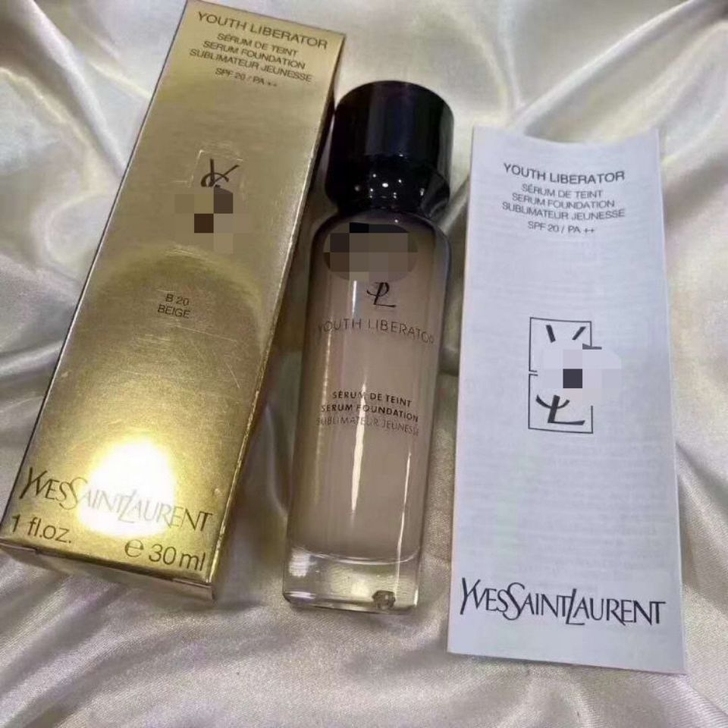 YOUTH LIBERATOR
SÉRUM DE TEINT
SERUM FOUNDATION
SUBLIMATEUR JEUNESSE
SPF 20 / PA ++
B 20
BEIGE
YVESSAINTLAURENT
1 fl.oz. e 30 ml
YOUTH LIBERATOR
SÉRUM DE TEINT
SERUM FOUNDATION
SUBLIMATEUR JEUNESSE
YOUTH LIBERATOR
SÉRUM DE TEINT
SERUM FOUNDATION
SUBLIMATEUR JEUNESSE
SPF 20 / PA ++
YVESSAINTLAURENT